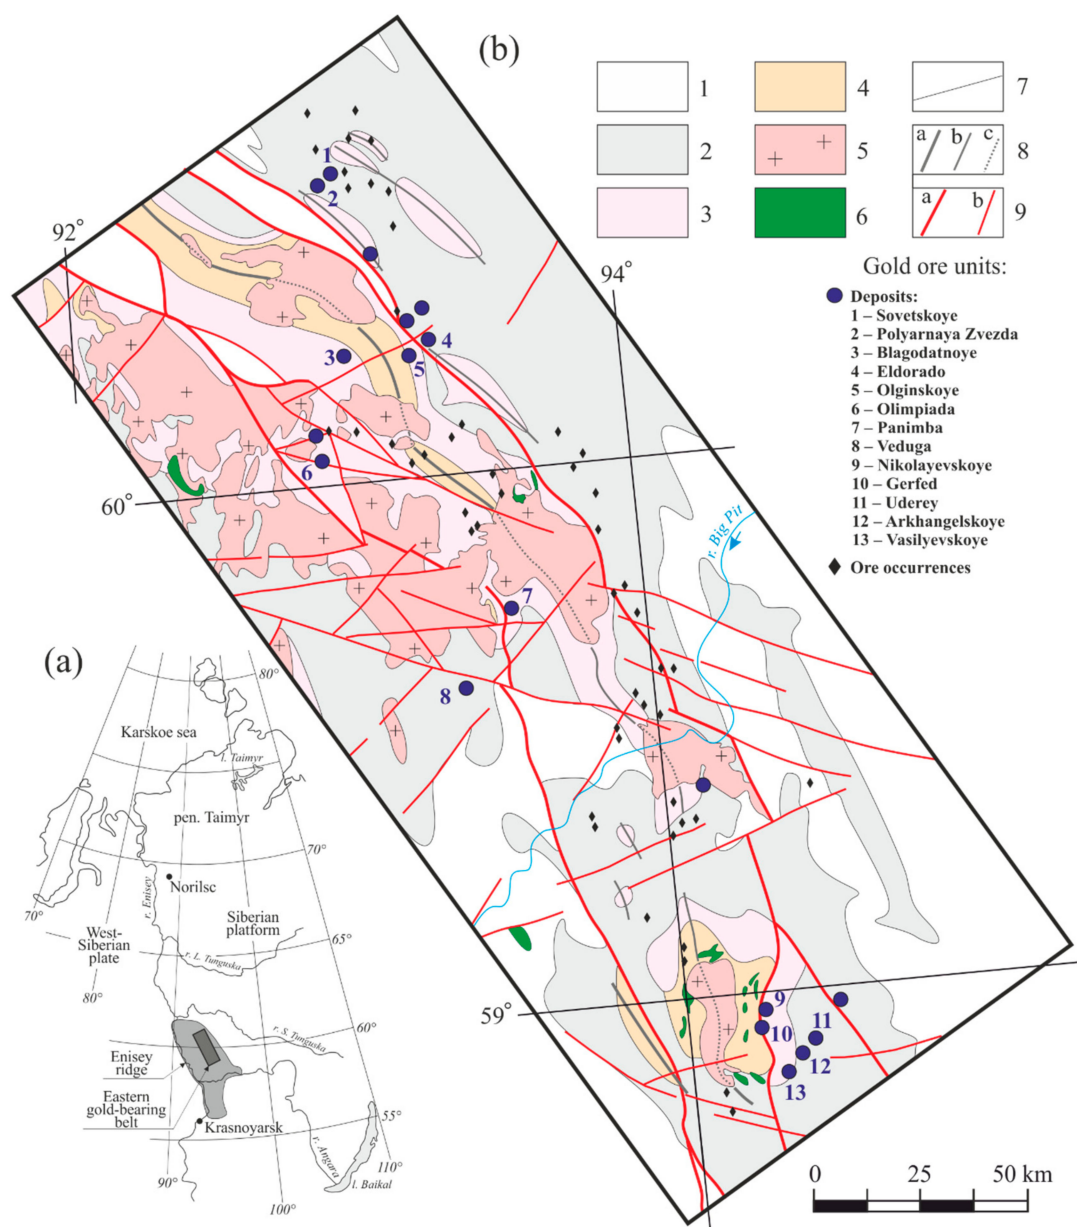 (b)
1
4
7
2
5
a b c
8
3
6
a b
9
Gold ore units:
Deposits:
1 – Sovetskoye
2 – Polyarnaya Zvezda
3 – Blagodatnoye
4 – Eldorado
5 – Olginskoye
6 – Olimpiada
7 – Panimba
8 – Veduga
9 – Nikolayevskoye
10 – Gerfed
11 – Uderey
12 – Arkhangelskoye
13 – Vasilyevskoye
Ore occurrences
92°
94°
60°
59°
1
2
3
4
5
6
7
8
9
10
11
12
13
r. Big Pit
0 25 50 km
(a)
80°
Karskoe sea
l. Taimyr
pen. Taimyr
70°
Norilsc
70°
r. Enisey
West-
Siberian
plate
Siberian
platform
65°
r. L. Tunguska
80°
60°
r. S. Tunguska
Enisey
ridge
Eastern
gold-bearing
belt
Krasnoyarsk
55°
r. Angara
90°
100°
110°
l. Baikal